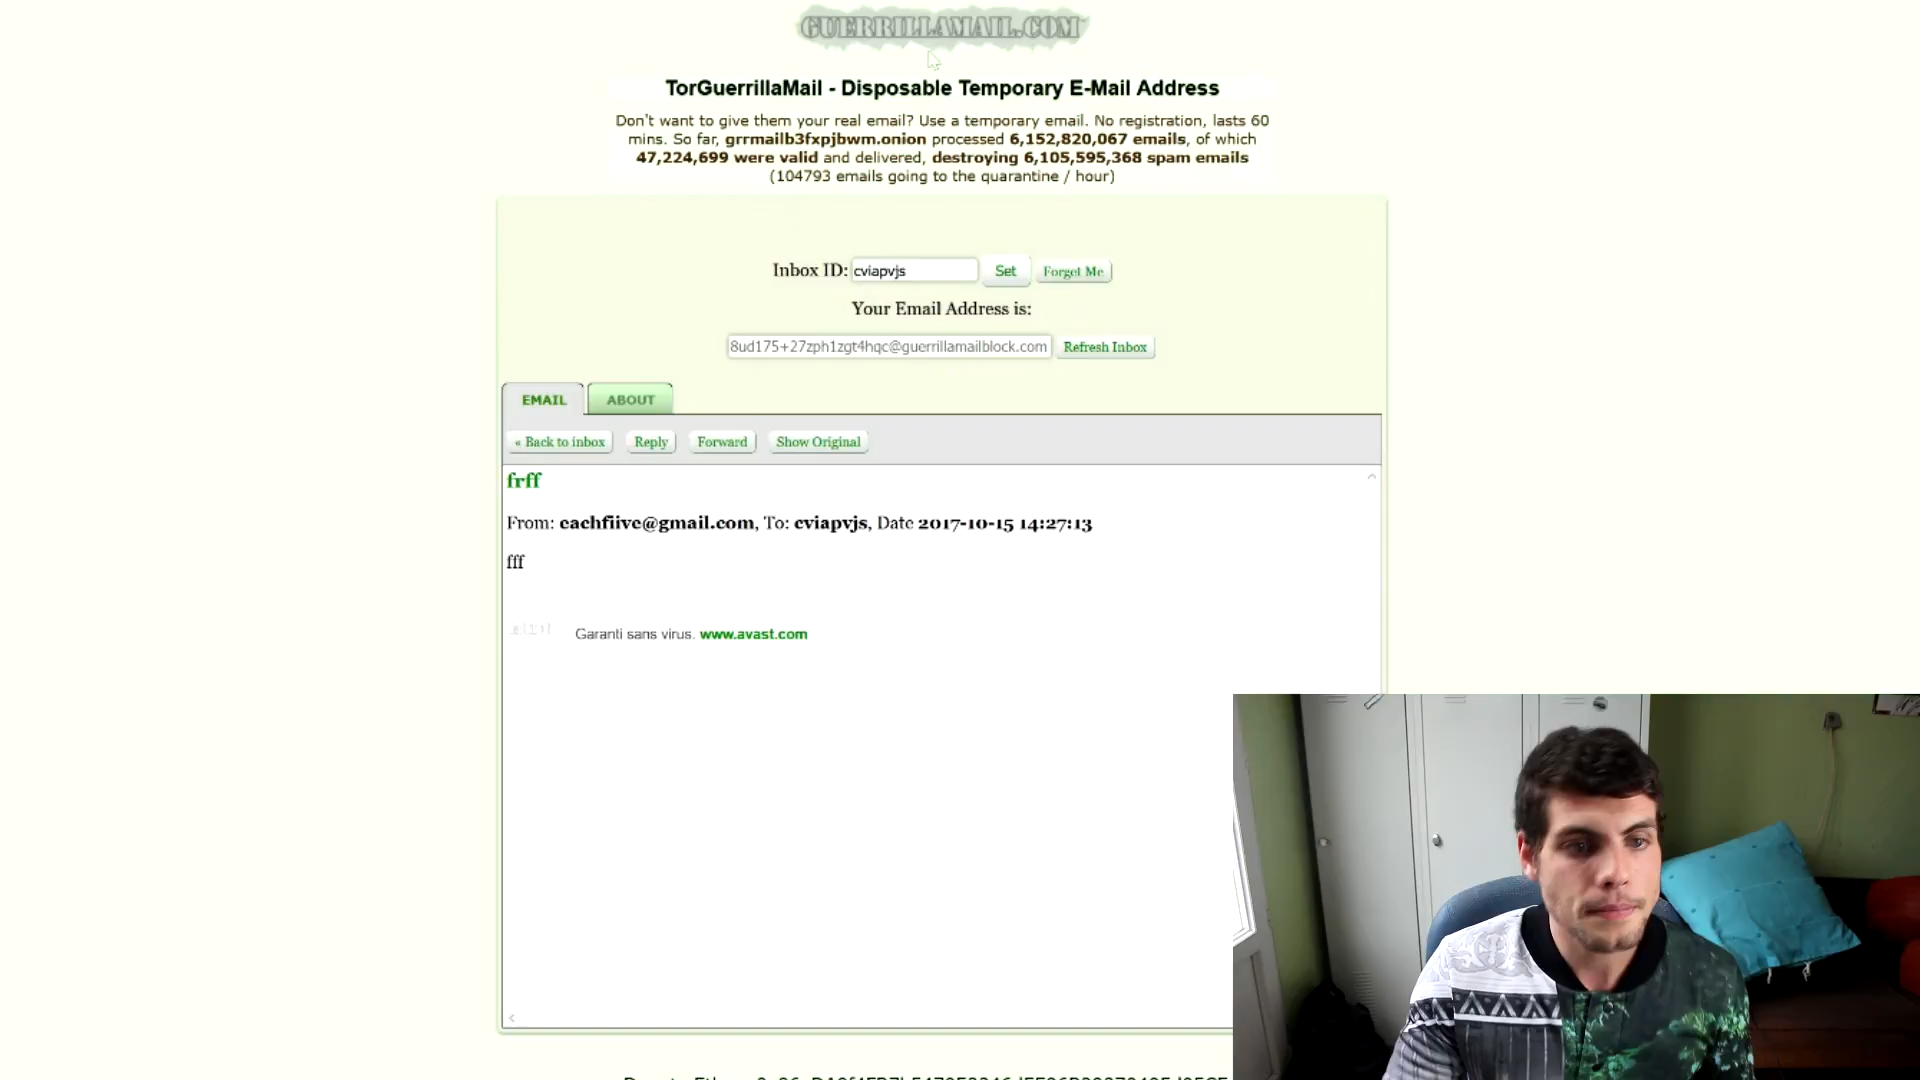 GUERRILLAMAIL.COM
TorGuerrillaMail - Disposable Temporary E-Mail Address
Don't want to give them your real email? Use a temporary email. No registration, lasts 60
mins. So far, grrmailb3fxpjbwm.onion processed 6,152,820,067 emails, of which
47,224,699 were valid and delivered, destroying 6,105,595,368 spam emails
(104793 emails going to the quarantine / hour)
Inbox ID: cviapvjs Set Forget Me
Your Email Address is:
8ud175+27zph1zgt4hqc@guerrillamailblock.com Refresh Inbox
EMAIL ABOUT
« Back to inbox Reply Forward Show Original
frff
From: eachfiive@gmail.com, To: cviapvjs, Date 2017-10-15 14:27:13
fff
Garanti sans virus. www.avast.com